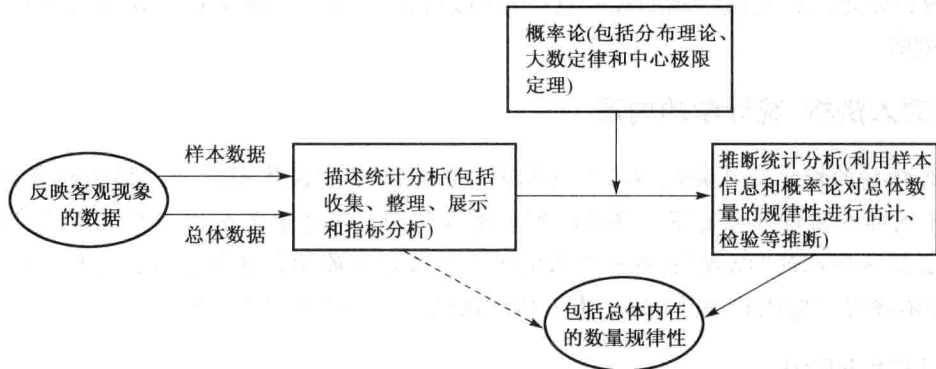 概率论(包括分布理论、
大数定律和中心极限
定理)
样本数据
反映客观现象
的数据
总体数据
描述统计分析(包括
收集、整理、展示
和指标分析)
推断统计分析(利用样本
信息和概率论对总体数
量的规律性进行估计、
检验等推断)
包括总体内在
的数量规律性